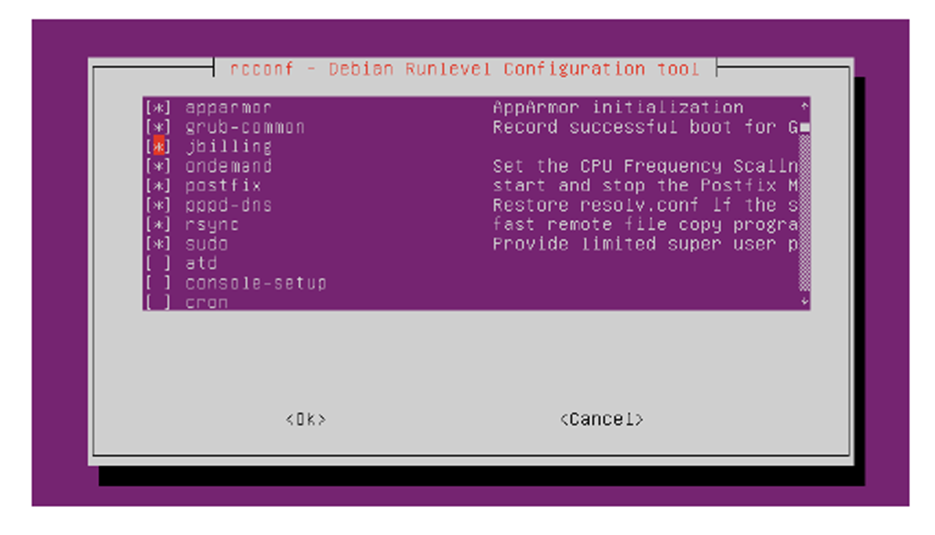 rcconf - Debian Runlevel Configuration tool
[*] apparmor AppArmor initialization
[*] grub-common Record successful boot for G
[*] jbilling
[*] ondemand Set the CPU Frequency Scalin
[*] postfix start and stop the Postfix M
[*] pppd-dns Restore resolv.conf if the s
[*] rsync fast remote file copy progra
[*] sudo Provide limited super user p
[ ] atd
[ ] console-setup
[ ] cron
<Ok> <Cancel>